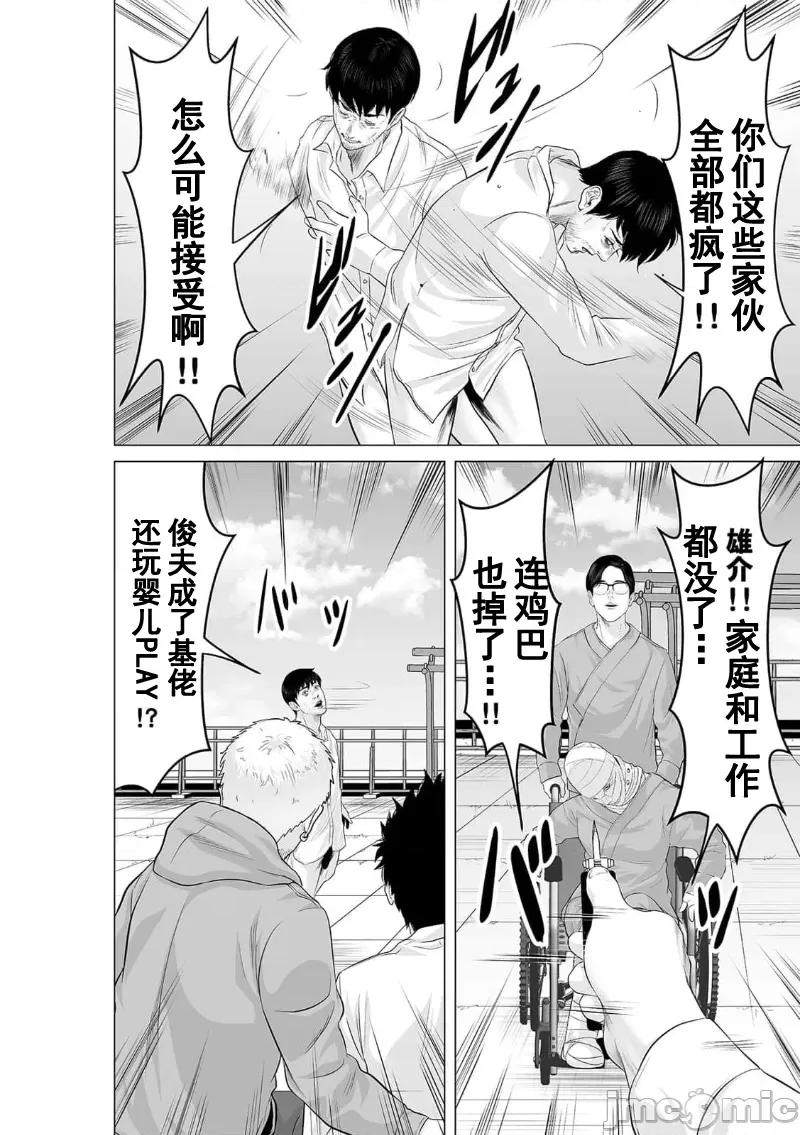 你们这些家伙
全部都疯了!!
怎么可能接受啊!!
ビュン
ブン
雄介!!家庭和工作
都没了…
连鸡巴
也掉了…!!
バッ
バッ
俊夫成了基佬
还玩婴儿PLAY!?
バッ
jmcomic